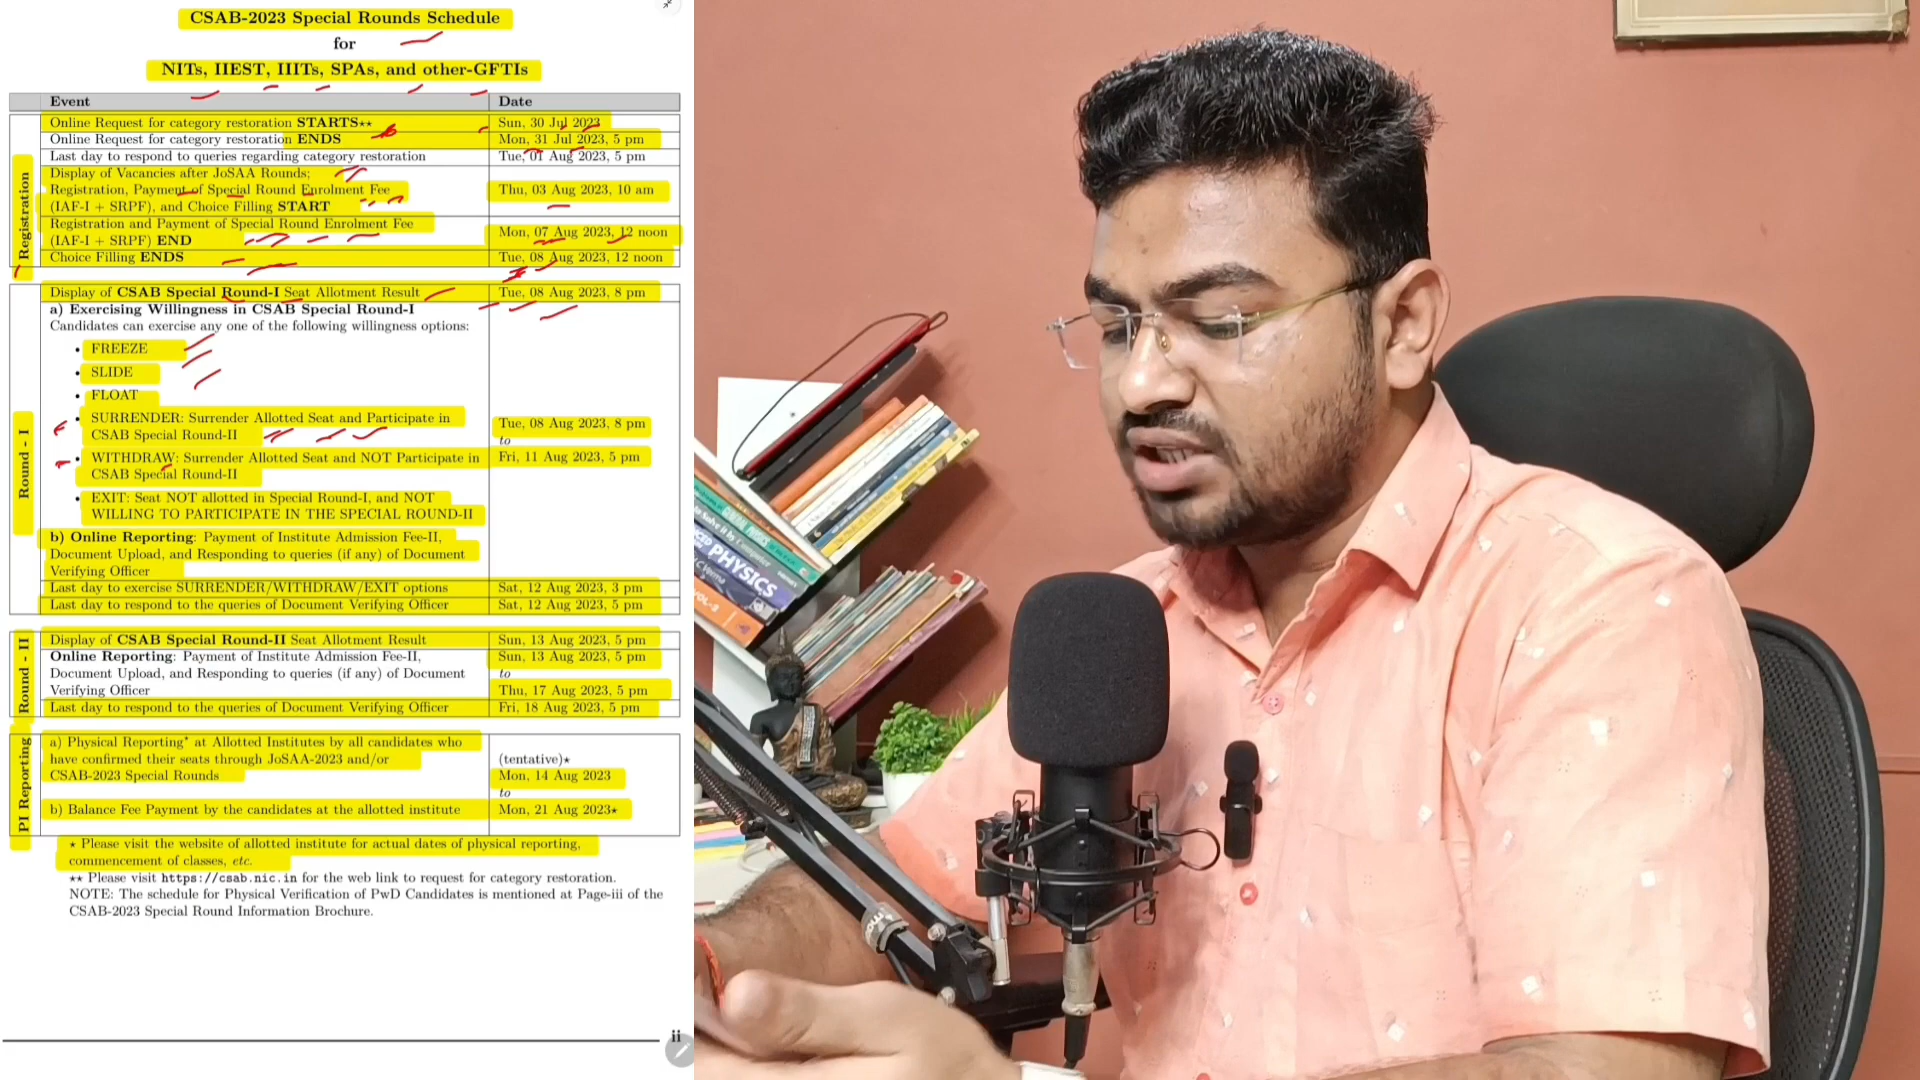 CSAB-2023 Special Rounds Schedule
for
NITs, IIEST, IIITs, SPAs, and other-GFTIs
Event Date
Registration
Online Request for category restoration STARTS⋆⋆ Sun, 30 Jul 2023
Online Request for category restoration ENDS Mon, 31 Jul 2023, 5 pm
Last day to respond to queries regarding category restoration Tue, 01 Aug 2023, 5 pm
Display of Vacancies after JoSAA Rounds;
Registration, Payment of Special Round Enrolment Fee Thu, 03 Aug 2023, 10 am
(IAF-I + SRPF), and Choice Filling START
Registration and Payment of Special Round Enrolment Fee
(IAF-I + SRPF) END Mon, 07 Aug 2023, 12 noon
Choice Filling ENDS Tue, 08 Aug 2023, 12 noon
Round - I
Display of CSAB Special Round-I Seat Allotment Result Tue, 08 Aug 2023, 8 pm
a) Exercising Willingness in CSAB Special Round-I
Candidates can exercise any one of the following willingness options:
• FREEZE
• SLIDE
• FLOAT
• SURRENDER: Surrender Allotted Seat and Participate in
CSAB Special Round-II
Tue, 08 Aug 2023, 8 pm
to
Fri, 11 Aug 2023, 5 pm
• WITHDRAW: Surrender Allotted Seat and NOT Participate in
CSAB Special Round-II
• EXIT: Seat NOT allotted in Special Round-I, and NOT
WILLING TO PARTICIPATE IN THE SPECIAL ROUND-II
b) Online Reporting: Payment of Institute Admission Fee-II,
Document Upload, and Responding to queries (if any) of Document
Verifying Officer
Last day to exercise SURRENDER/WITHDRAW/EXIT options Sat, 12 Aug 2023, 3 pm
Last day to respond to the queries of Document Verifying Officer Sat, 12 Aug 2023, 5 pm
Round - II
Display of CSAB Special Round-II Seat Allotment Result Sun, 13 Aug 2023, 5 pm
Online Reporting: Payment of Institute Admission Fee-II, Sun, 13 Aug 2023, 5 pm
Document Upload, and Responding to queries (if any) of Document to
Verifying Officer Thu, 17 Aug 2023, 5 pm
Last day to respond to the queries of Document Verifying Officer Fri, 18 Aug 2023, 5 pm
PI Reporting
a) Physical Reporting⋆ at Allotted Institutes by all candidates who
have confirmed their seats through JoSAA-2023 and/or (tentative)⋆
CSAB-2023 Special Rounds Mon, 14 Aug 2023
to
b) Balance Fee Payment by the candidates at the allotted institute Mon, 21 Aug 2023⋆
⋆ Please visit the website of allotted institute for actual dates of physical reporting,
commencement of classes, etc.
⋆⋆ Please visit https://csab.nic.in for the web link to request for category restoration.
NOTE: The schedule for Physical Verification of PwD Candidates is mentioned at Page-iii of the
CSAB-2023 Special Round Information Brochure.
ii
PHYSICS